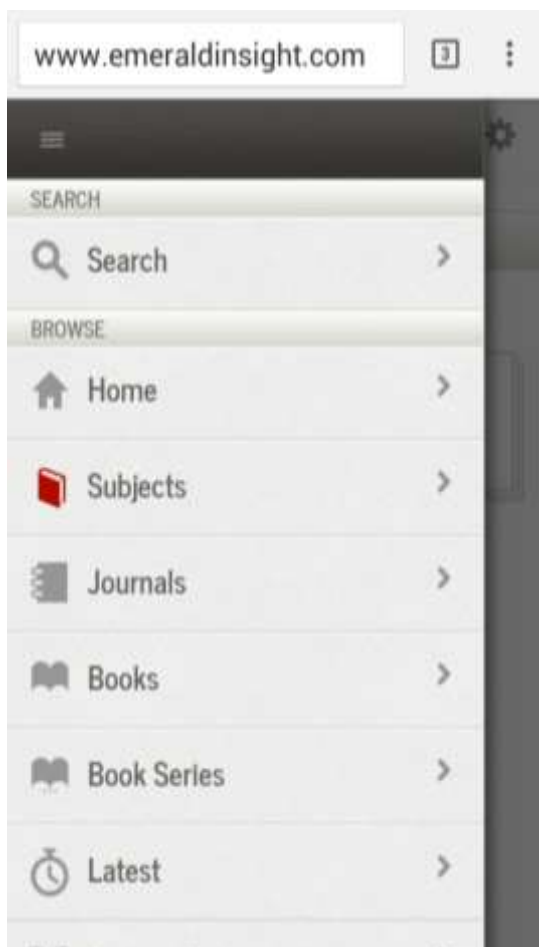 www.emeraldinsight.com 3
SEARCH
Search
BROWSE
Home
Subjects
Journals
Books
Book Series
Latest